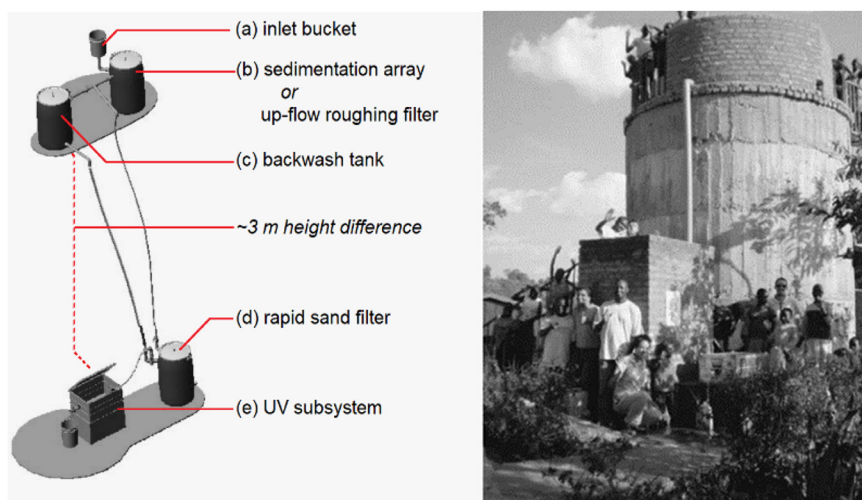 (a) inlet bucket
(b) sedimentation array
or
up-flow roughing filter
(c) backwash tank
~3 m height difference
(d) rapid sand filter
(e) UV subsystem